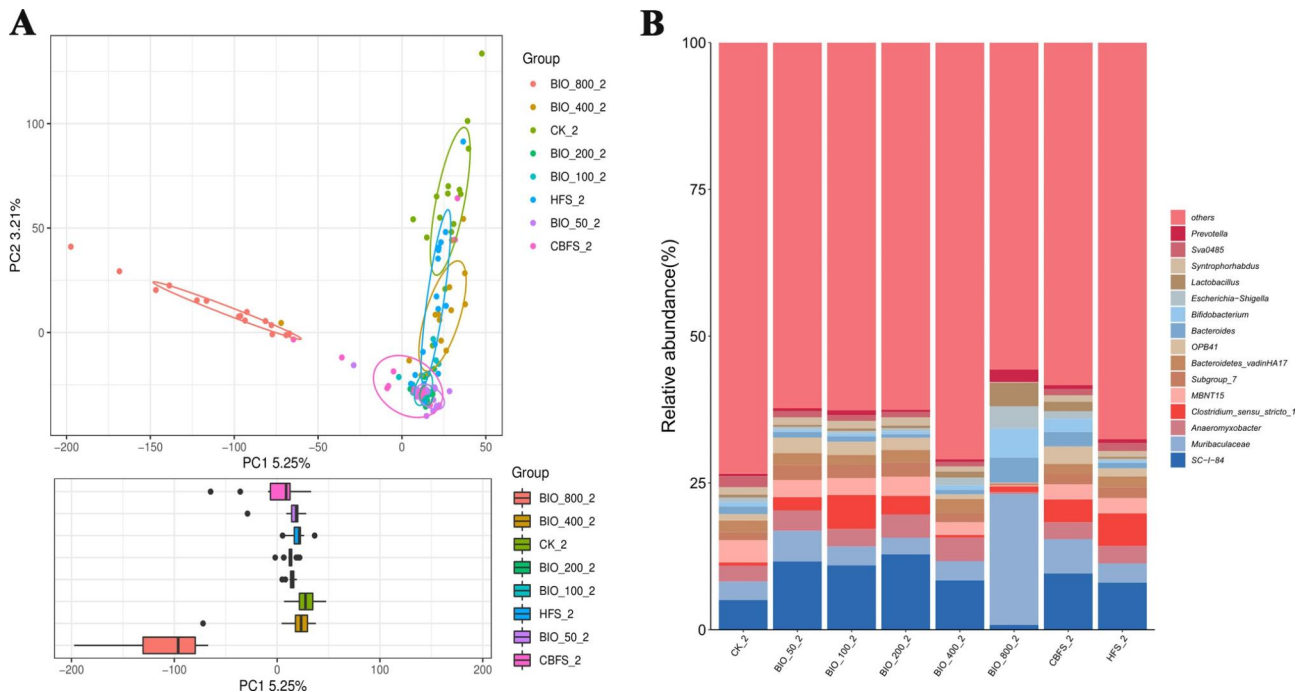 A
PC2 3.21%
100
50
0
−200
−150
−100
−50
0
50
PC1 5.25%
Group
BIO_800_2
BIO_400_2
CK_2
BIO_200_2
BIO_100_2
HFS_2
BIO_50_2
CBFS_2
−200
−100
0
100
200
PC1 5.25%
Group
BIO_800_2
BIO_400_2
CK_2
BIO_200_2
BIO_100_2
HFS_2
BIO_50_2
CBFS_2
B
Relative abundance(%)
100
75
50
25
0
CK_2
BIO_50_2
BIO_100_2
BIO_200_2
BIO_400_2
BIO_800_2
CBFS_2
HFS_2
others
Prevotella
Sva0485
Syntrophorhabdus
Lactobacillus
Escherichia−Shigella
Bifidobacterium
Bacteroides
OPB41
Bacteroidetes_vadinHA17
Subgroup_7
MBNT15
Clostridium_sensu_stricto_1
Anaeromyxobacter
Muribaculaceae
SC−I−84